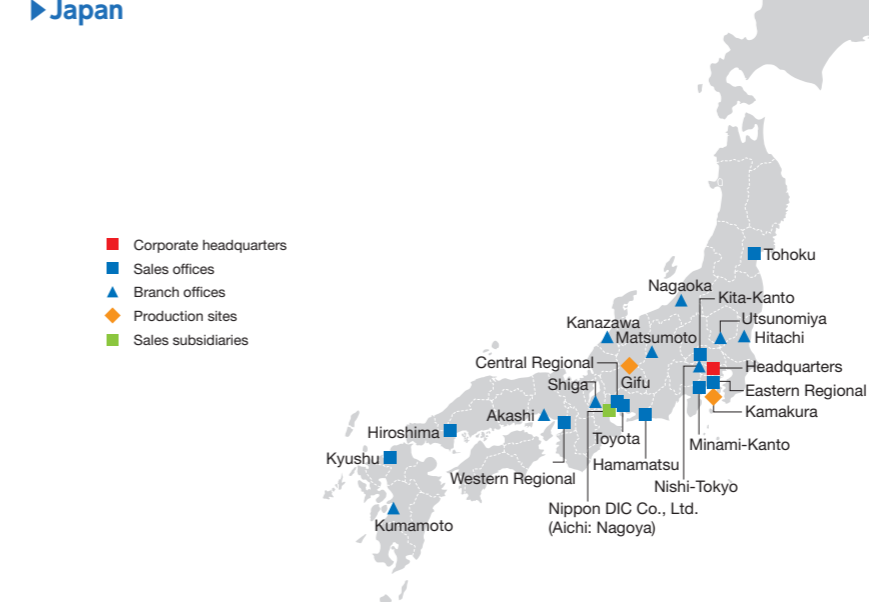 Japan
Corporate headquarters
Sales offices
Branch offices
Production sites
Sales subsidiaries
Tohoku
Nagaoka
Kita-Kanto
Utsunomiya
Kanazawa
Matsumoto
Hitachi
Central Regional
Headquarters
Shiga
Gifu
Eastern Regional
Akashi
Kamakura
Hiroshima
Toyota
Minami-Kanto
Kyushu
Hamamatsu
Western Regional
Nishi-Tokyo
Nippon DIC Co., Ltd.
(Aichi: Nagoya)
Kumamoto